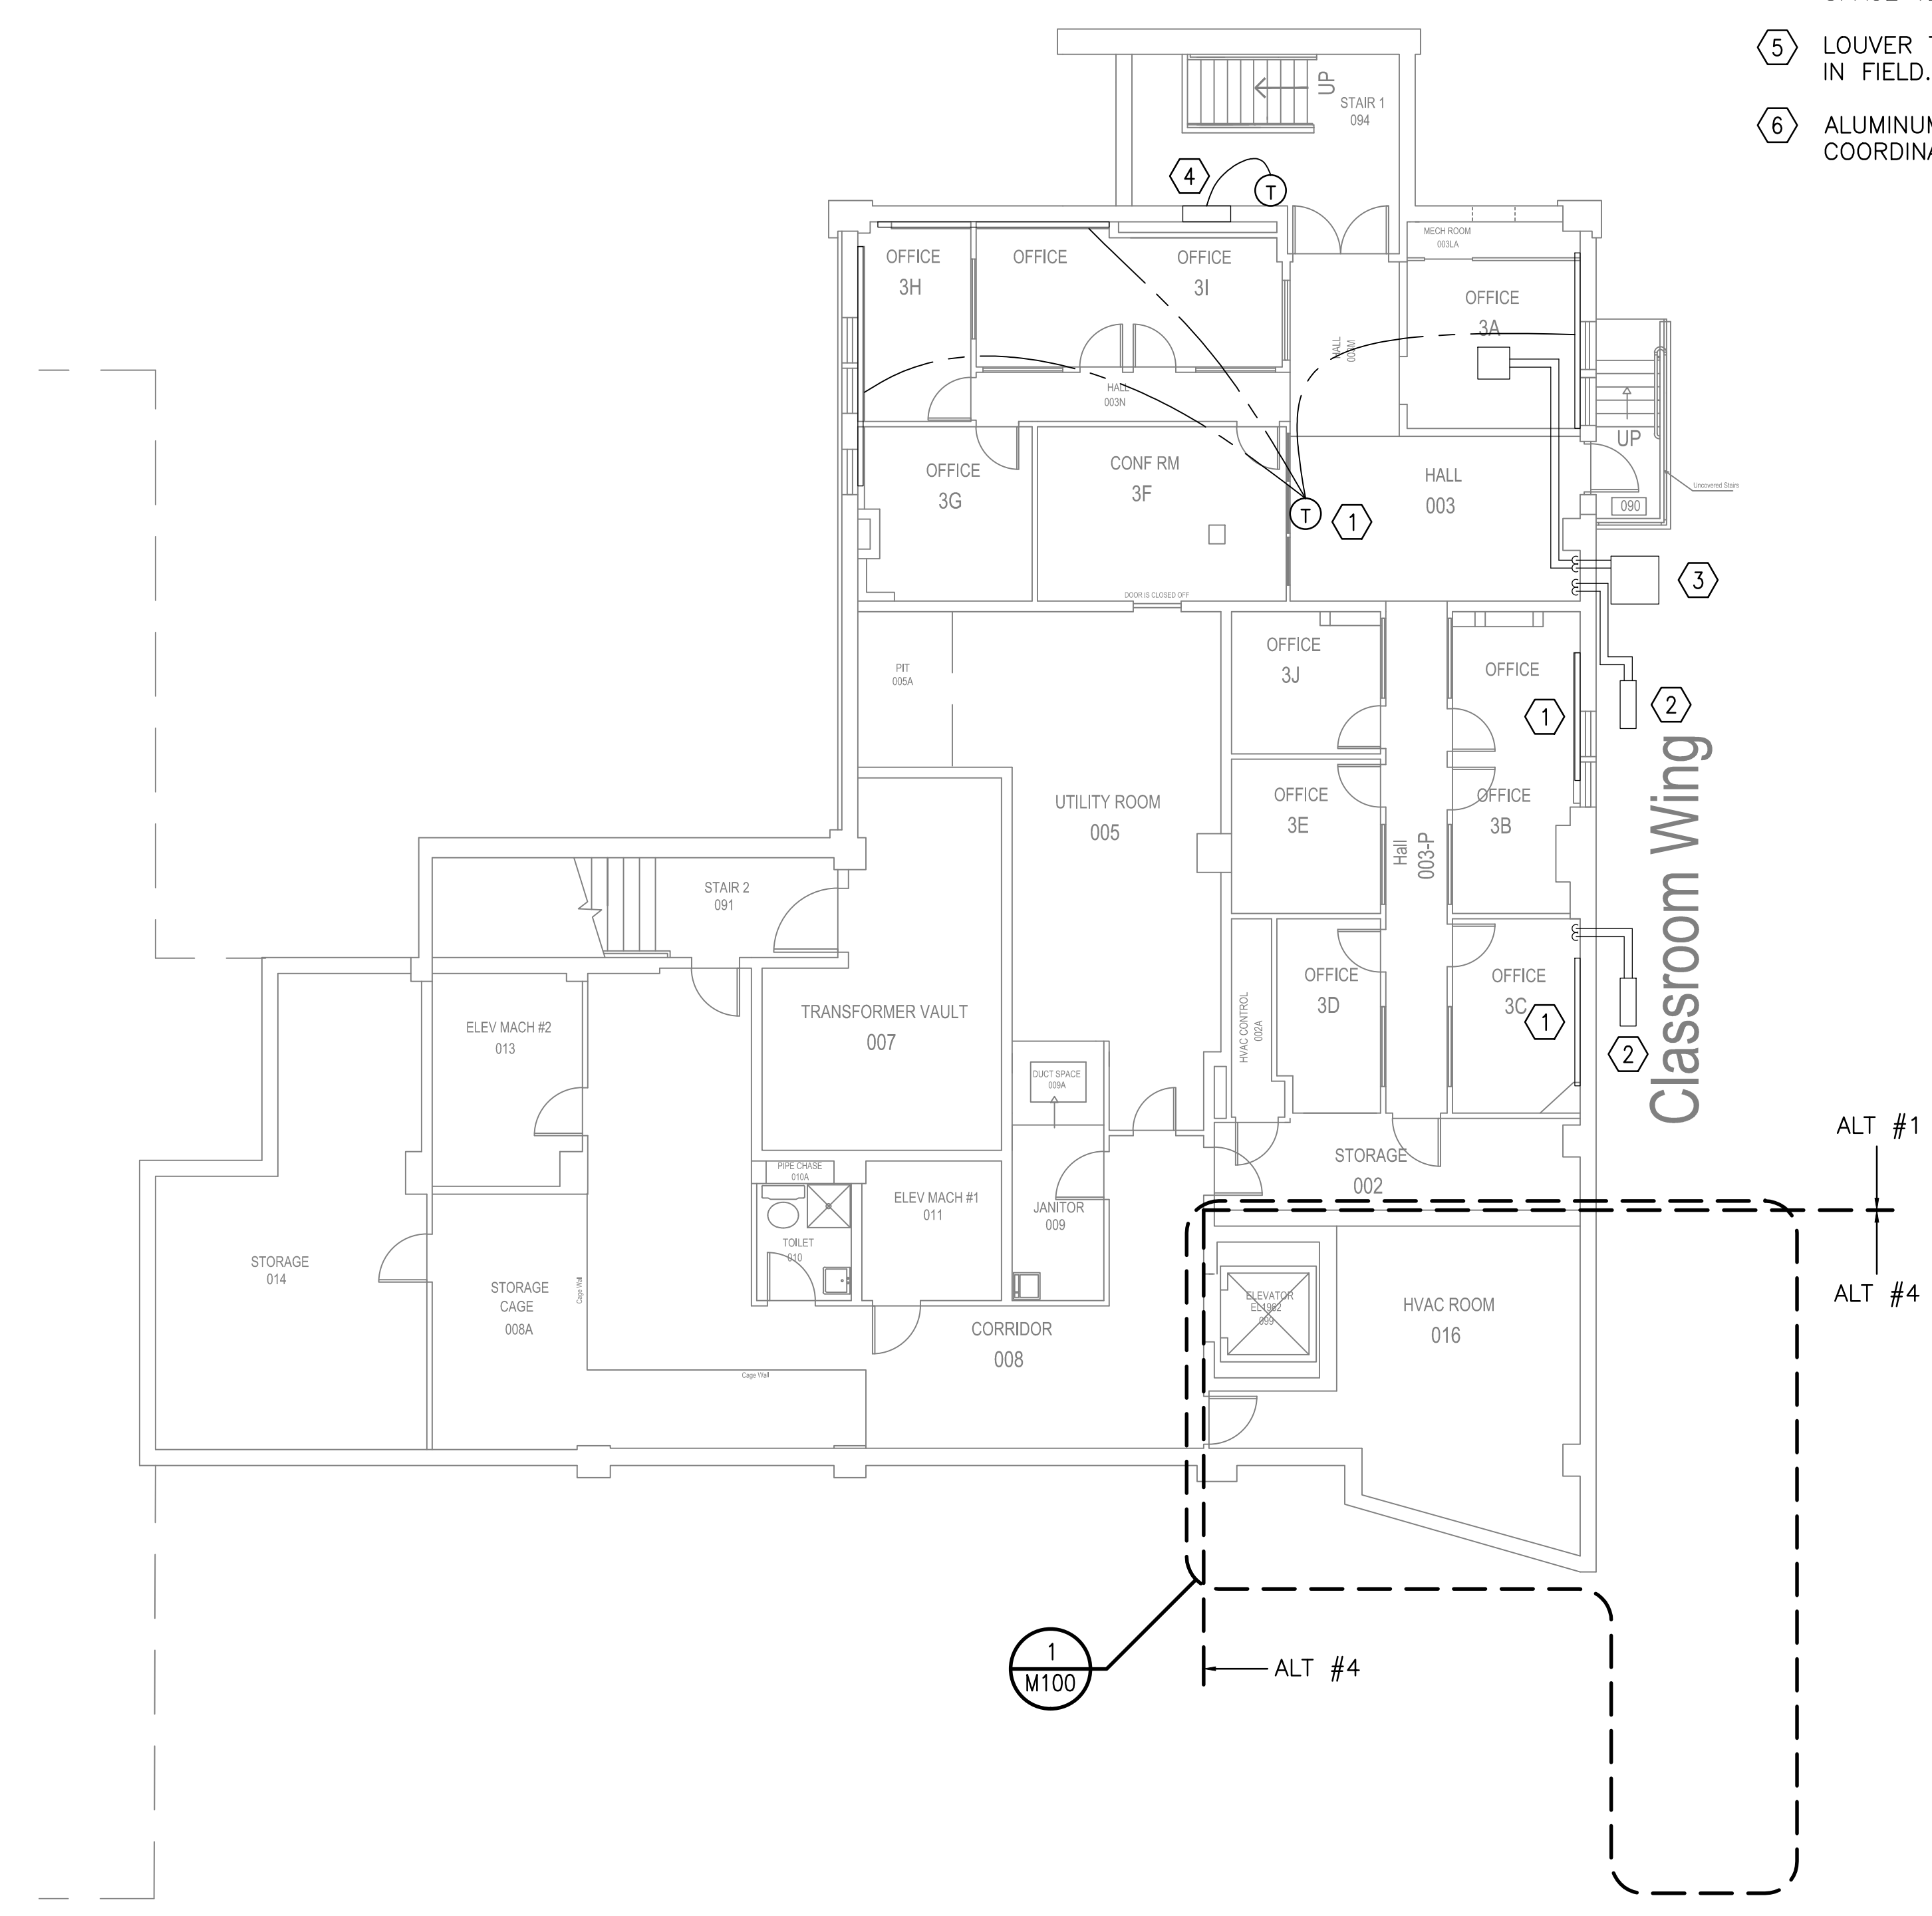 5
LOUVER
IN FIELD.
6
UP
STAIR 1
094
4
T
MECH ROOM
003LA
OFFICE
3H
OFFICE
OFFICE
3I
OFFICE
3A
HALL
HALL
003N
UP
OFFICE
3G
CONF RM
3F
HALL
003
Uncovered Stairs
090
T
1
3
DOOR IS CLOSED OFF
OFFICE
3J
OFFICE
PIT
005A
1
2
UTILITY ROOM
005
OFFICE
3E
Hall
003-P
OFFICE
3B
Classroom Wing
STAIR 2
091
TRANSFORMER VAULT
007
HVAC CONTROL
002A
OFFICE
3D
OFFICE
3C
1
2
ELEV MACH #2
013
DUCT SPACE
009A
ALT #1
STORAGE
002
PIPE CHASE
010A
ELEV MACH #1
011
JANITOR
009
TOILET
010
STORAGE
014
STORAGE
CAGE
008A
Cage Wall
ELEVATOR
EL1962
099
HVAC ROOM
016
ALT #4
CORRIDOR
008
Cage Wall
1
M100
ALT #4